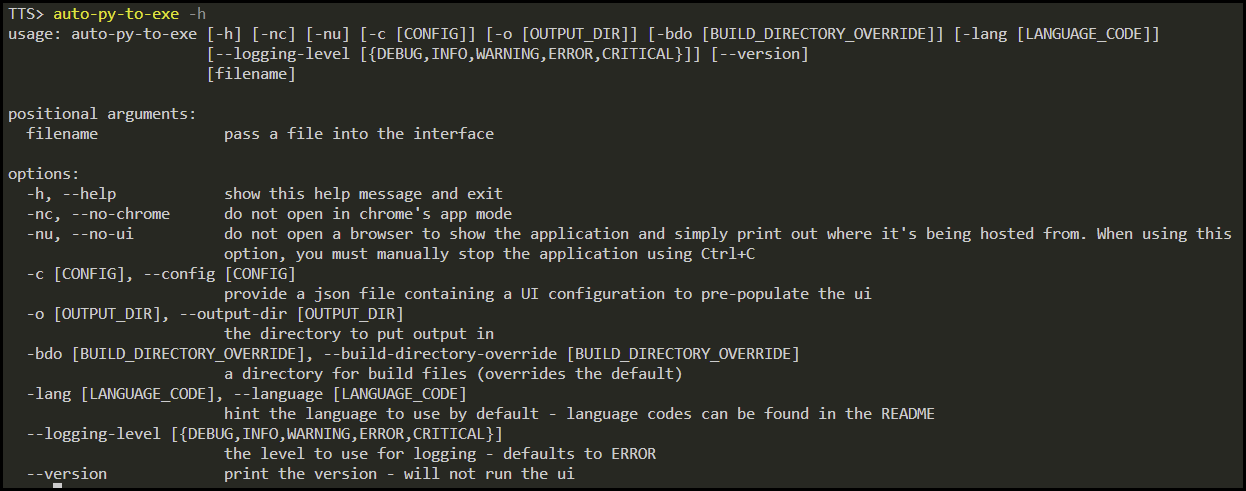 TTS> auto-py-to-exe -h
usage: auto-py-to-exe [-h] [-nc] [-nu] [-c [CONFIG]] [-o [OUTPUT_DIR]] [-bdo [BUILD_DIRECTORY_OVERRIDE]] [-lang [LANGUAGE_CODE]]
[--logging-level [{DEBUG,INFO,WARNING,ERROR,CRITICAL}]] [--version]
[filename]
positional arguments:
filename pass a file into the interface
options:
-h, --help show this help message and exit
-nc, --no-chrome do not open in chrome's app mode
-nu, --no-ui do not open a browser to show the application and simply print out where it's being hosted from. When using this
option, you must manually stop the application using Ctrl+C
-c [CONFIG], --config [CONFIG]
provide a json file containing a UI configuration to pre-populate the ui
-o [OUTPUT_DIR], --output-dir [OUTPUT_DIR]
the directory to put output in
-bdo [BUILD_DIRECTORY_OVERRIDE], --build-directory-override [BUILD_DIRECTORY_OVERRIDE]
a directory for build files (overrides the default)
-lang [LANGUAGE_CODE], --language [LANGUAGE_CODE]
hint the language to use by default - language codes can be found in the README
--logging-level [{DEBUG,INFO,WARNING,ERROR,CRITICAL}]
the level to use for logging - defaults to ERROR
--version print the version - will not run the ui